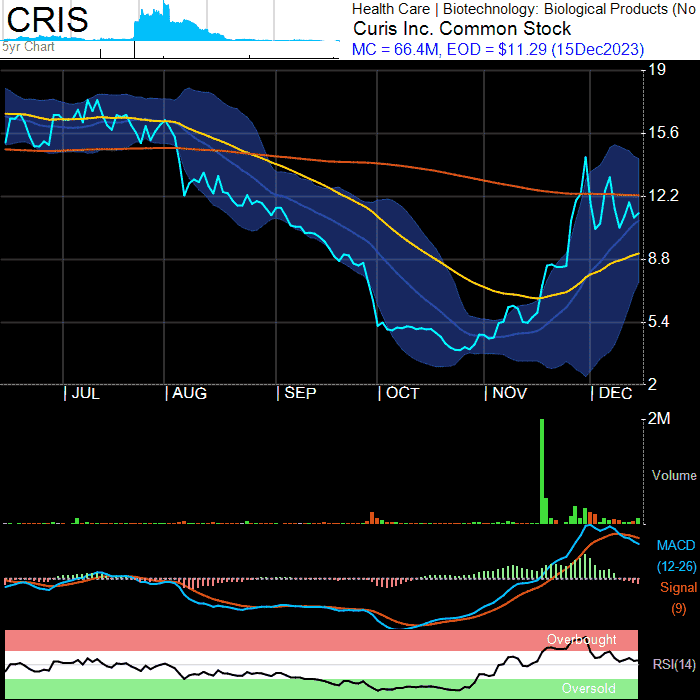 CRIS
5yr Chart
Health Care | Biotechnology: Biological Products (No
Curis Inc. Common Stock
MC = 66.4M, EOD = $11.29 (15Dec2023)
19
15.6
12.2
8.8
5.4
2
| JUL | AUG | SEP | OCT | NOV | DEC
2M
Volume
MACD
(12-26)
Signal
(9)
Overbought
RSI(14)
Oversold